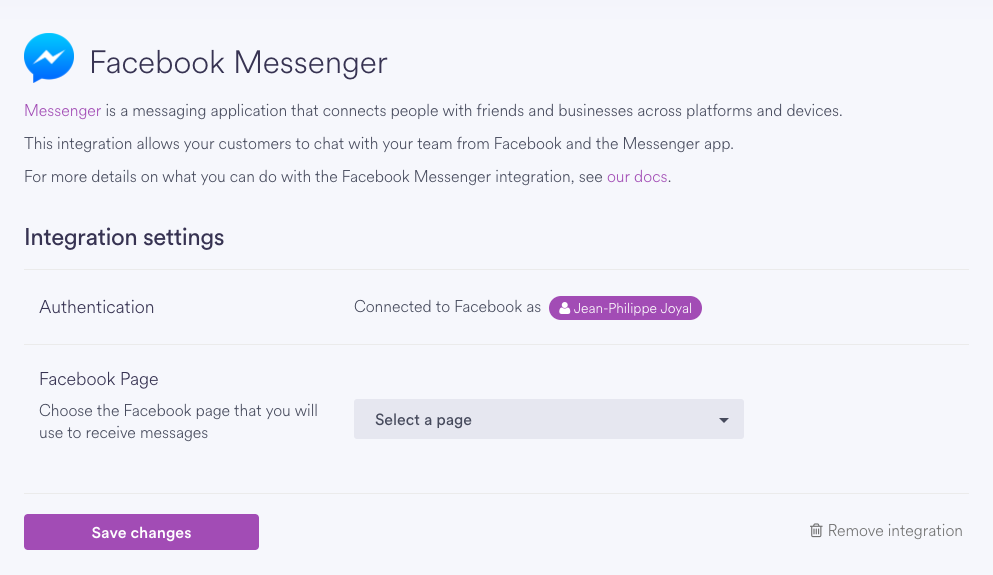 Facebook Messenger
Messenger is a messaging application that connects people with friends and businesses across platforms and devices.
This integration allows your customers to chat with your team from Facebook and the Messenger app.
For more details on what you can do with the Facebook Messenger integration, see our docs.
Integration settings
Authentication
Connected to Facebook as Jean-Philippe Joyal
Facebook Page
Choose the Facebook page that you will
use to receive messages
Select a page
Save changes
Remove integration